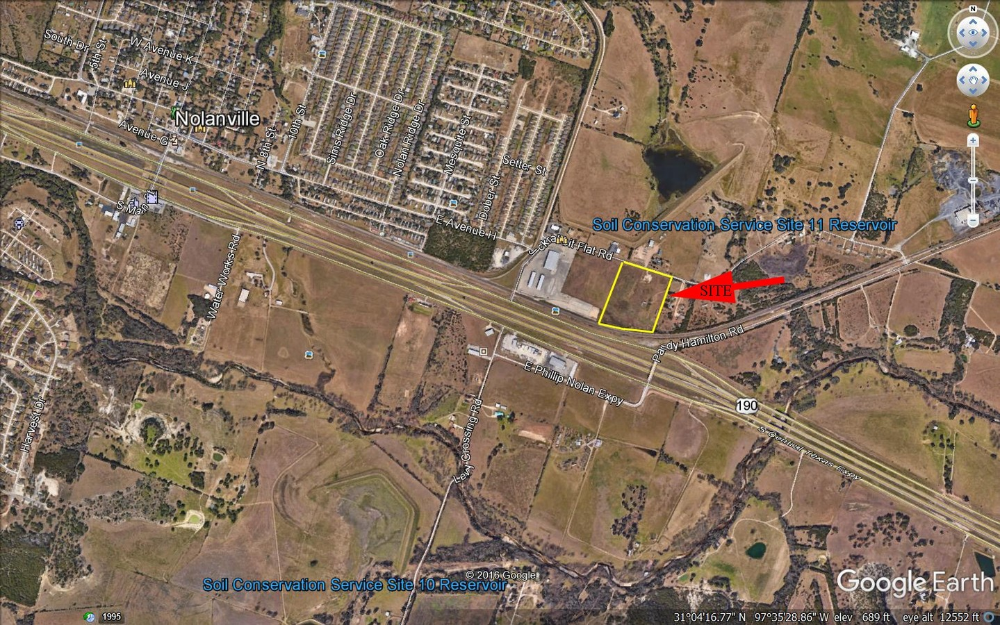 N
South Dr
5th St
W Avenue K
Avenue J
Nolanville
Avenue G
N 8th St
10th St
Sims Ridge Dr
Oak Ridge Dr
Nolan Ridge Dr
Mesquite St
Setter St
Dober St
S Main St
E Avenue H
Soil Conservation Service Site 11 Reservoir
Flat Rd
SITE
Water Works Rd
Paddy Hamilton Rd
E Phillip Nolan Expy
190
Harvest Dr
Levy Crossing Rd
S Central Texas Expy
© 2016 Google
Soil Conservation Service Site 10 Reservoir
Google Earth
1995
31°04'16.77" N 97°35'28.86" W elev 689 ft eye alt 12552 ft